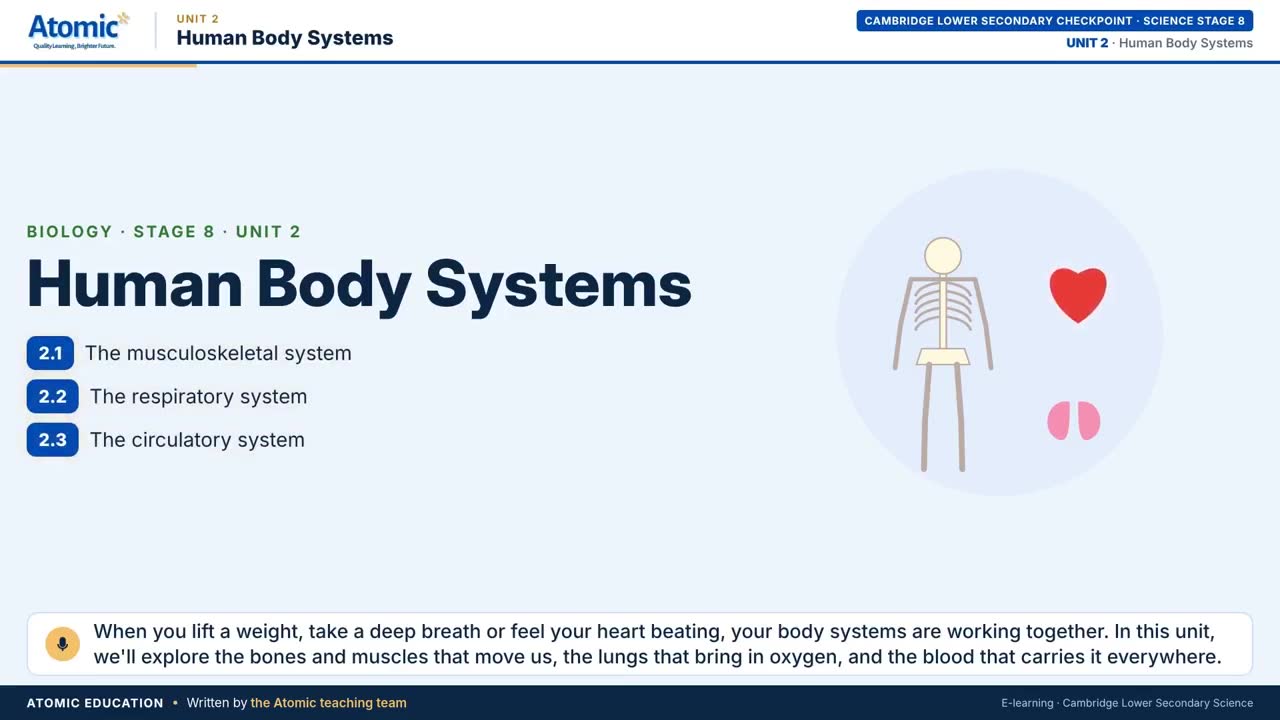 Atomic
Quality Learning, Brighter Future.
UNIT 2
Human Body Systems
CAMBRIDGE LOWER SECONDARY CHECKPOINT · SCIENCE STAGE 8
UNIT 2 · Human Body Systems
BIOLOGY · STAGE 8 · UNIT 2
Human Body Systems
2.1 The musculoskeletal system
2.2 The respiratory system
2.3 The circulatory system
When you lift a weight, take a deep breath or feel your heart beating, your body systems are working together. In this unit,
we'll explore the bones and muscles that move us, the lungs that bring in oxygen, and the blood that carries it everywhere.
ATOMIC EDUCATION • Written by the Atomic teaching team
E-learning · Cambridge Lower Secondary Science